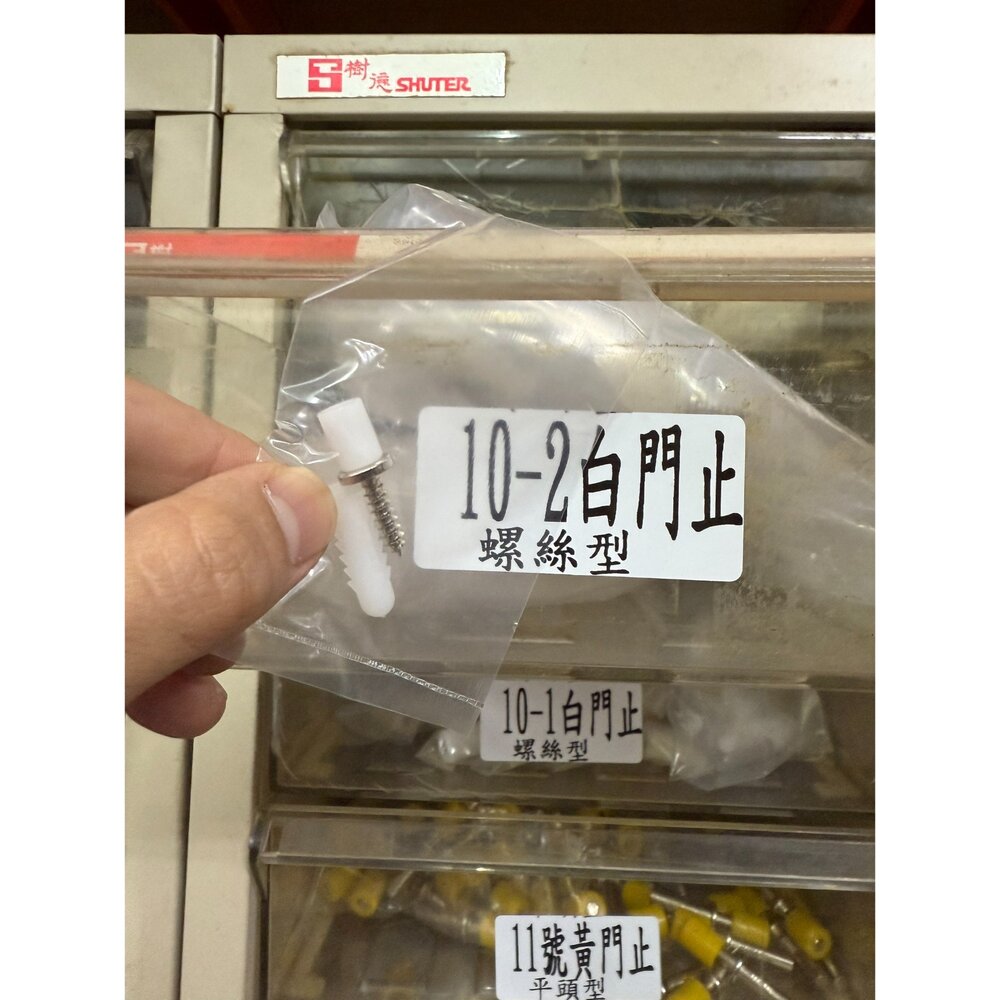 樹德 SHUTER
10-2白門止
螺絲型
10-1白門止
螺絲型
11號黃門止
平頭型